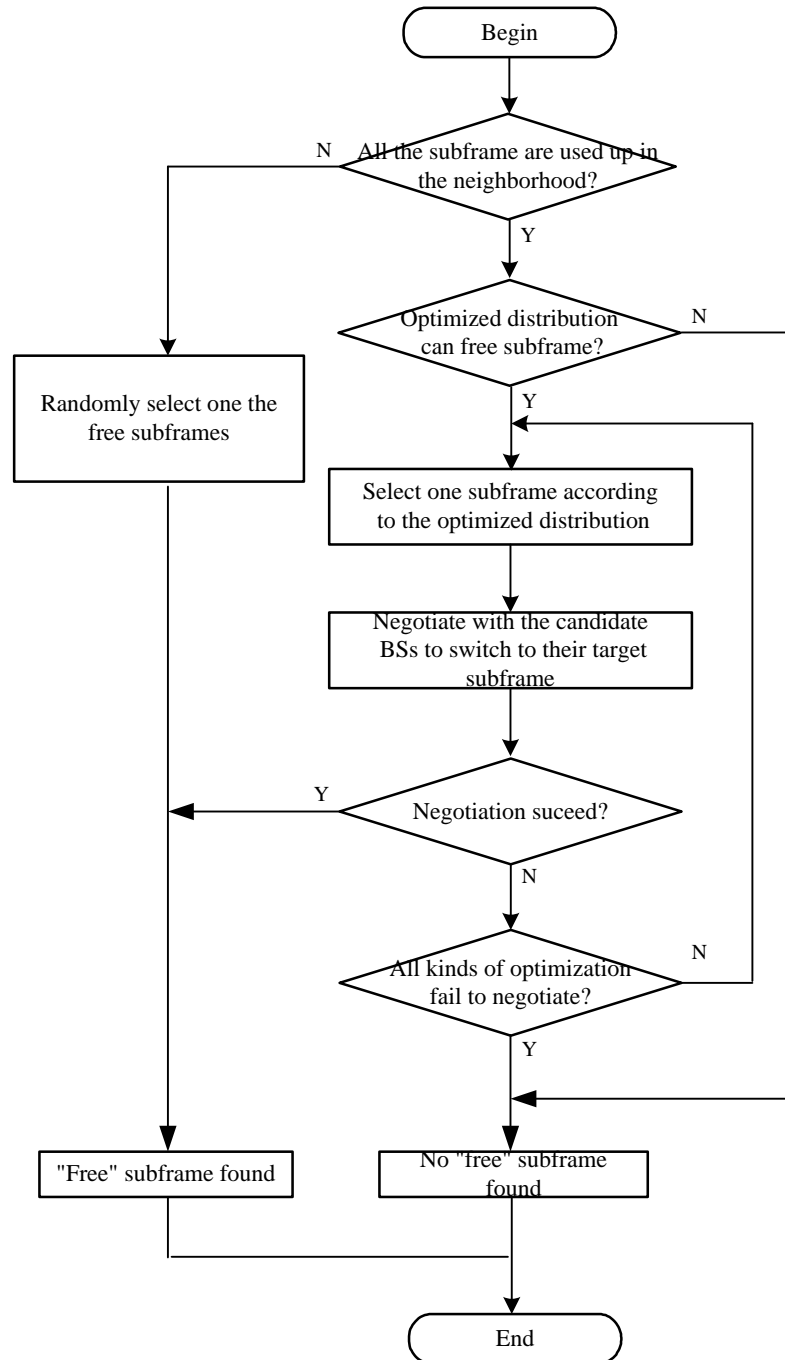 Begin
All the subframe are used up in
the neighborhood?
N
Y
Optimized distribution
can free subframe?
N
Y
Randomly select one the
free subframes
Select one subframe according
to the optimized distribution
Negotiate with the candidate
BSs to switch to their target
subframe
Negotiation suceed?
Y
N
All kinds of optimization
fail to negotiate?
N
Y
"Free" subframe found
No "free" subframe
found
End